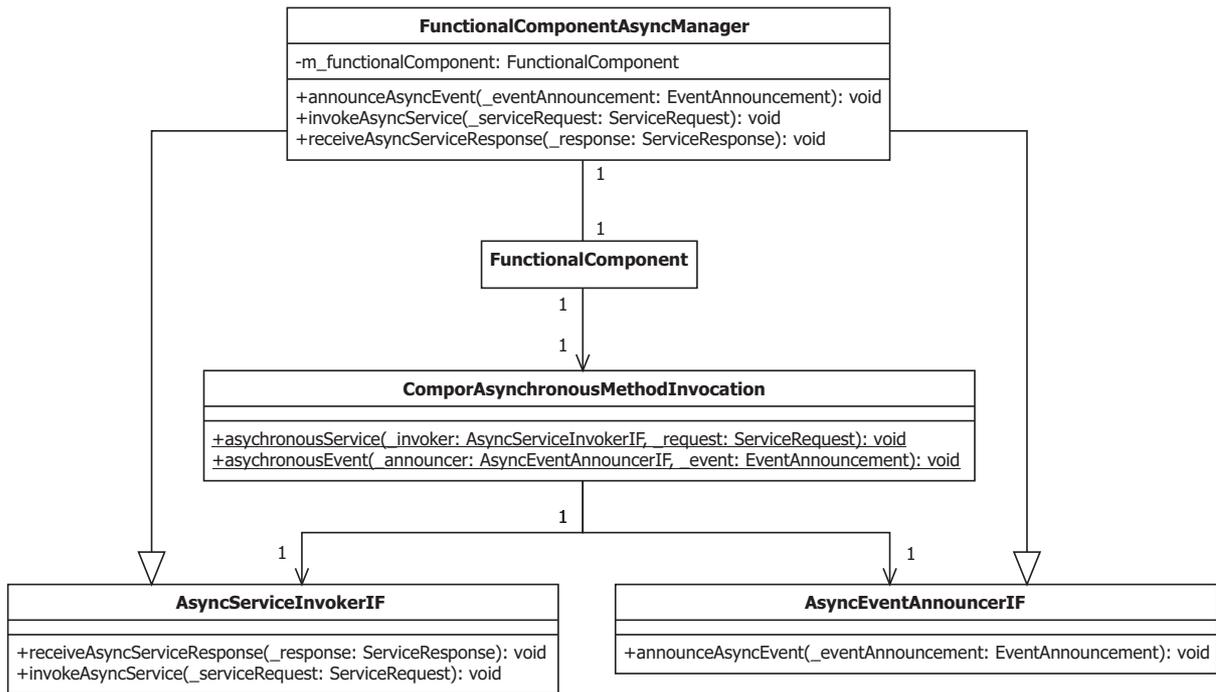 FunctionalComponentAsyncManager
-m_functionalComponent: FunctionalComponent
+announceAsyncEvent(_eventAnnouncement: EventAnnouncement): void
+invokeAsyncService(_serviceRequest: ServiceRequest): void
+receiveAsyncServiceResponse(_response: ServiceResponse): void
1
1
FunctionalComponent
1
1
ComporAsynchronousMethodInvocation
+asychronousService(_invoker: AsyncServiceInvokerIF, _request: ServiceRequest): void
+asychronousEvent(_announcer: AsyncEventAnnouncerIF, _event: EventAnnouncement): void
1
1
1
AsyncServiceInvokerIF
+receiveAsyncServiceResponse(_response: ServiceResponse): void
+invokeAsyncService(_serviceRequest: ServiceRequest): void
AsyncEventAnnouncerIF
+announceAsyncEvent(_eventAnnouncement: EventAnnouncement): void